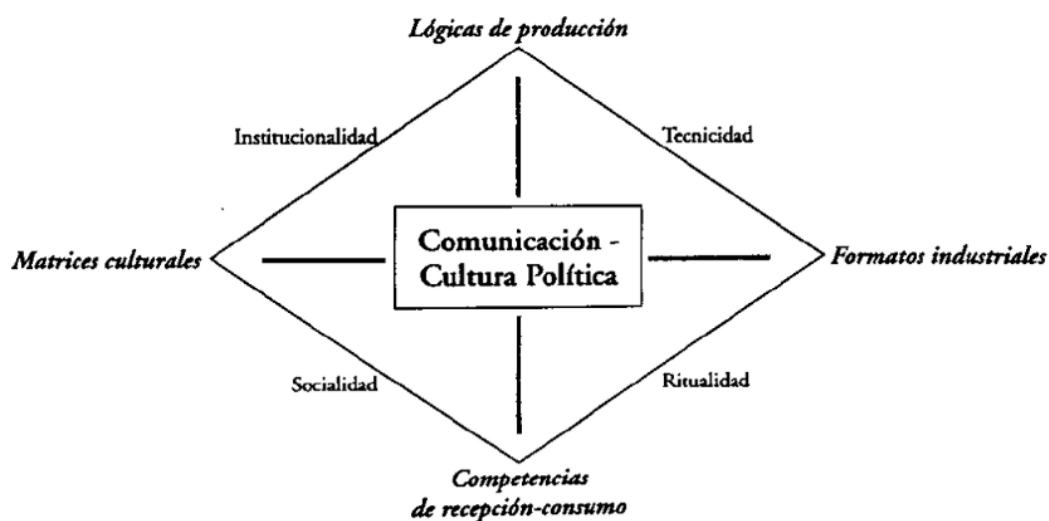 Lógicas de producción
Institucionalidad
Tecnicidad
Matrices culturales
Comunicación -
Cultura Política
Formatos industriales
Socialidad
Ritualidad
Competencias
de recepción-consumo